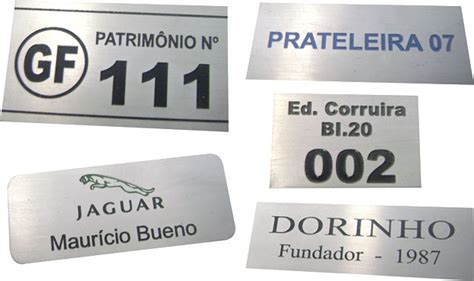 GF
PATRIMÔNIO Nº
111
PRATELEIRA 07
Ed. Corruira
Bl.20
002
JAGUAR
Maurício Bueno
DORINHO
Fundador - 1987